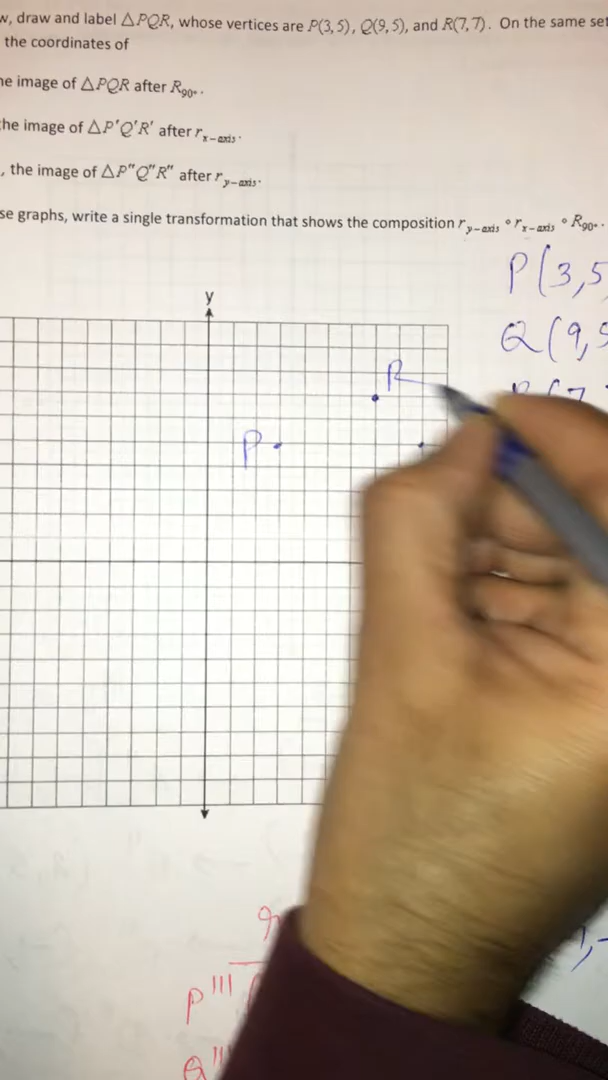 w, draw and label △PQR, whose vertices are P(3,5), Q(9,5), and R(7,7). On the same set
the coordinates of
he image of △PQR after R90°.
the image of △P'Q'R' after rx-axis.
, the image of △P"Q"R" after ry-axis.
se graphs, write a single transformation that shows the composition ry-axis ° rx-axis ° R90°.
P(3,5
Q(9,5
y
R
P
P'''
Q''